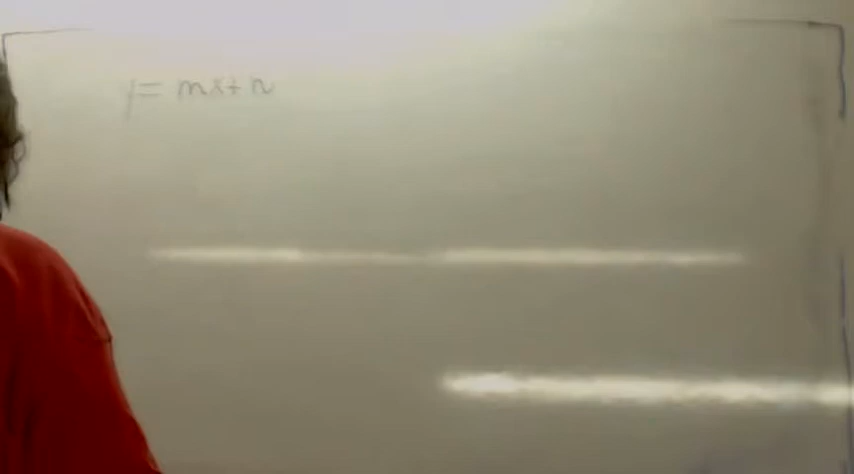 y = mx + n